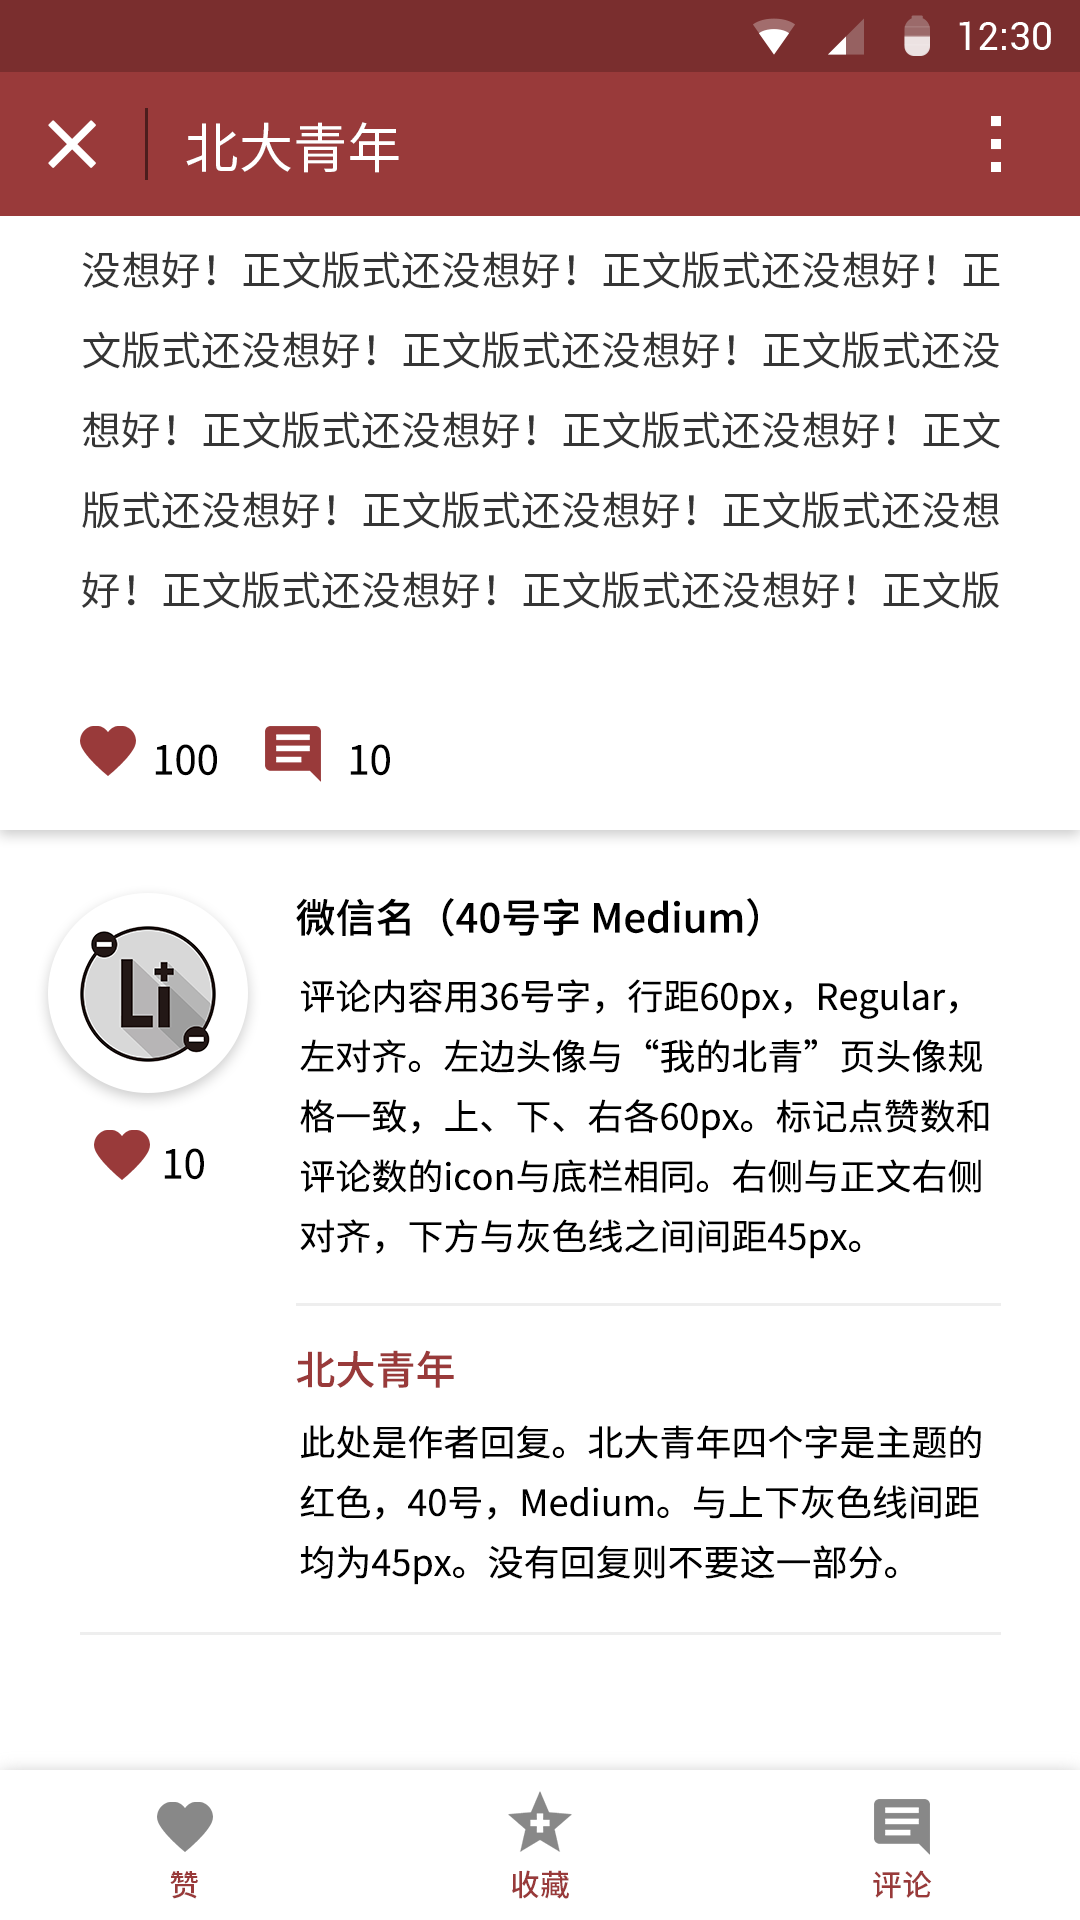 12:30
北大青年
没想好！正文版式还没想好！正文版式还没想好！正
文版式还没想好！正文版式还没想好！正文版式还没
想好！正文版式还没想好！正文版式还没想好！正文
版式还没想好！正文版式还没想好！正文版式还没想
好！正文版式还没想好！正文版式还没想好！正文版
100 10
微信名（40号字 Medium）
Li
评论内容用36号字，行距60px，Regular，
左对齐。左边头像与“我的北青”页头像规
格一致，上、下、右各60px。标记点赞数和
10
评论数的icon与底栏相同。右侧与正文右侧
对齐，下方与灰色线之间间距45px。
北大青年
此处是作者回复。北大青年四个字是主题的
红色，40号，Medium。与上下灰色线间距
均为45px。没有回复则不要这一部分。
赞 收藏 评论